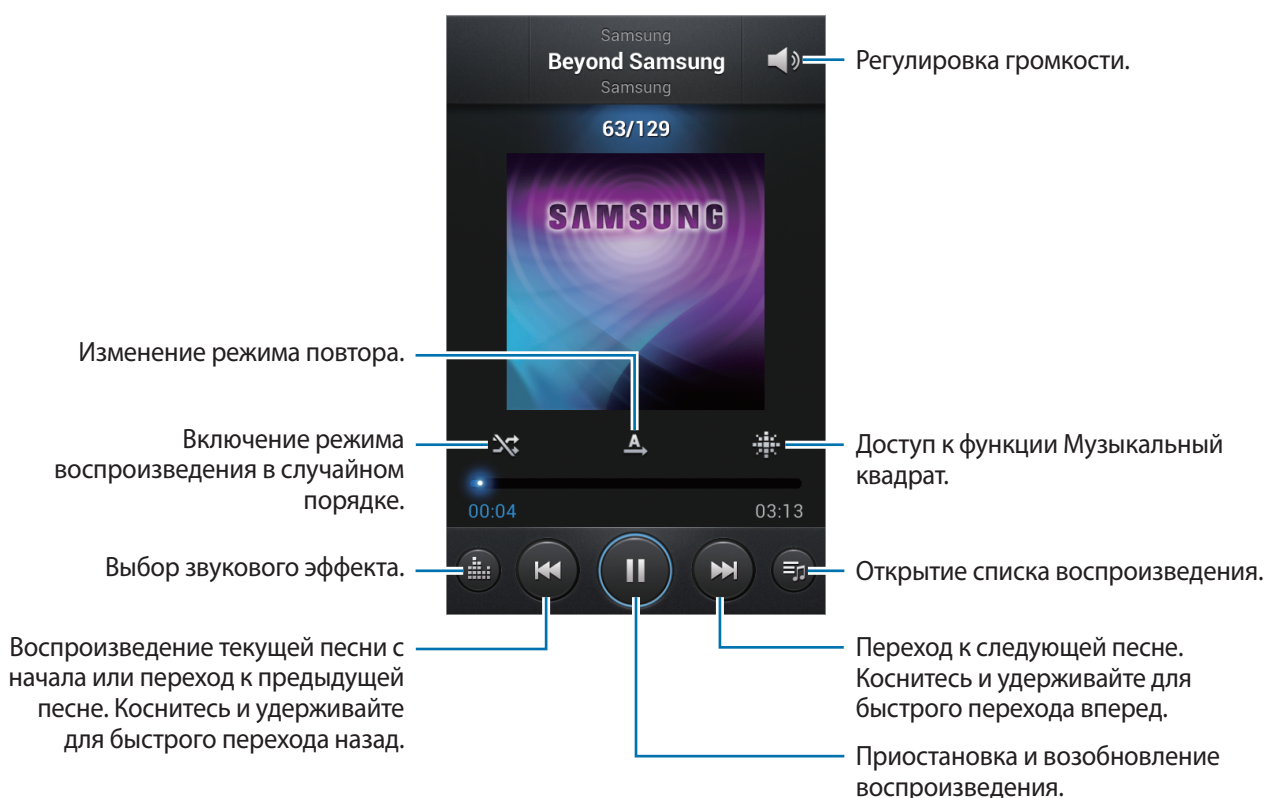 Samsung
Beyond Samsung
Samsung
Регулировка громкости.
63/129
SAMSUNG
Изменение режима повтора.
A
Включение режима
воспроизведения в случайном
порядке.
Доступ к функции Музыкальный
квадрат.
00:04
03:13
Выбор звукового эффекта.
Открытие списка воспроизведения.
Воспроизведение текущей песни с
начала или переход к предыдущей
песне. Коснитесь и удерживайте
для быстрого перехода назад.
Переход к следующей песне.
Коснитесь и удерживайте для
быстрого перехода вперед.
Приостановка и возобновление
воспроизведения.